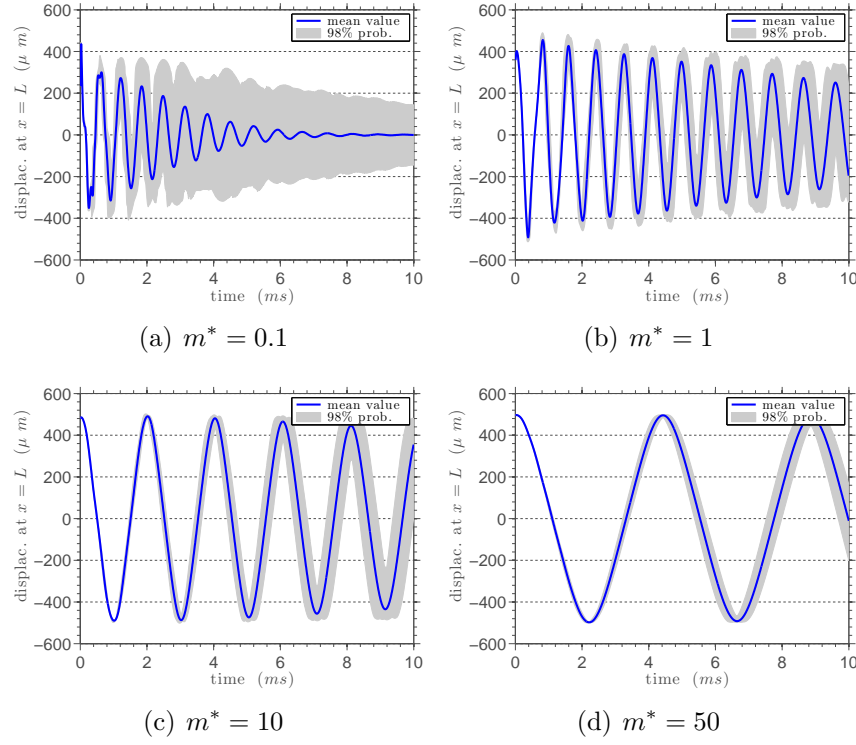 600
400
200
0
−200
−400
−600
0 2 4 6 8 10
displac. at x = L (μ m)
time (ms)
mean value
98% prob.
(a) m* = 0.1
600
400
200
0
−200
−400
−600
0 2 4 6 8 10
displac. at x = L (μ m)
time (ms)
mean value
98% prob.
(b) m* = 1
600
400
200
0
−200
−400
−600
0 2 4 6 8 10
displac. at x = L (μ m)
time (ms)
mean value
98% prob.
(c) m* = 10
600
400
200
0
−200
−400
−600
0 2 4 6 8 10
displac. at x = L (μ m)
time (ms)
mean value
98% prob.
(d) m* = 50